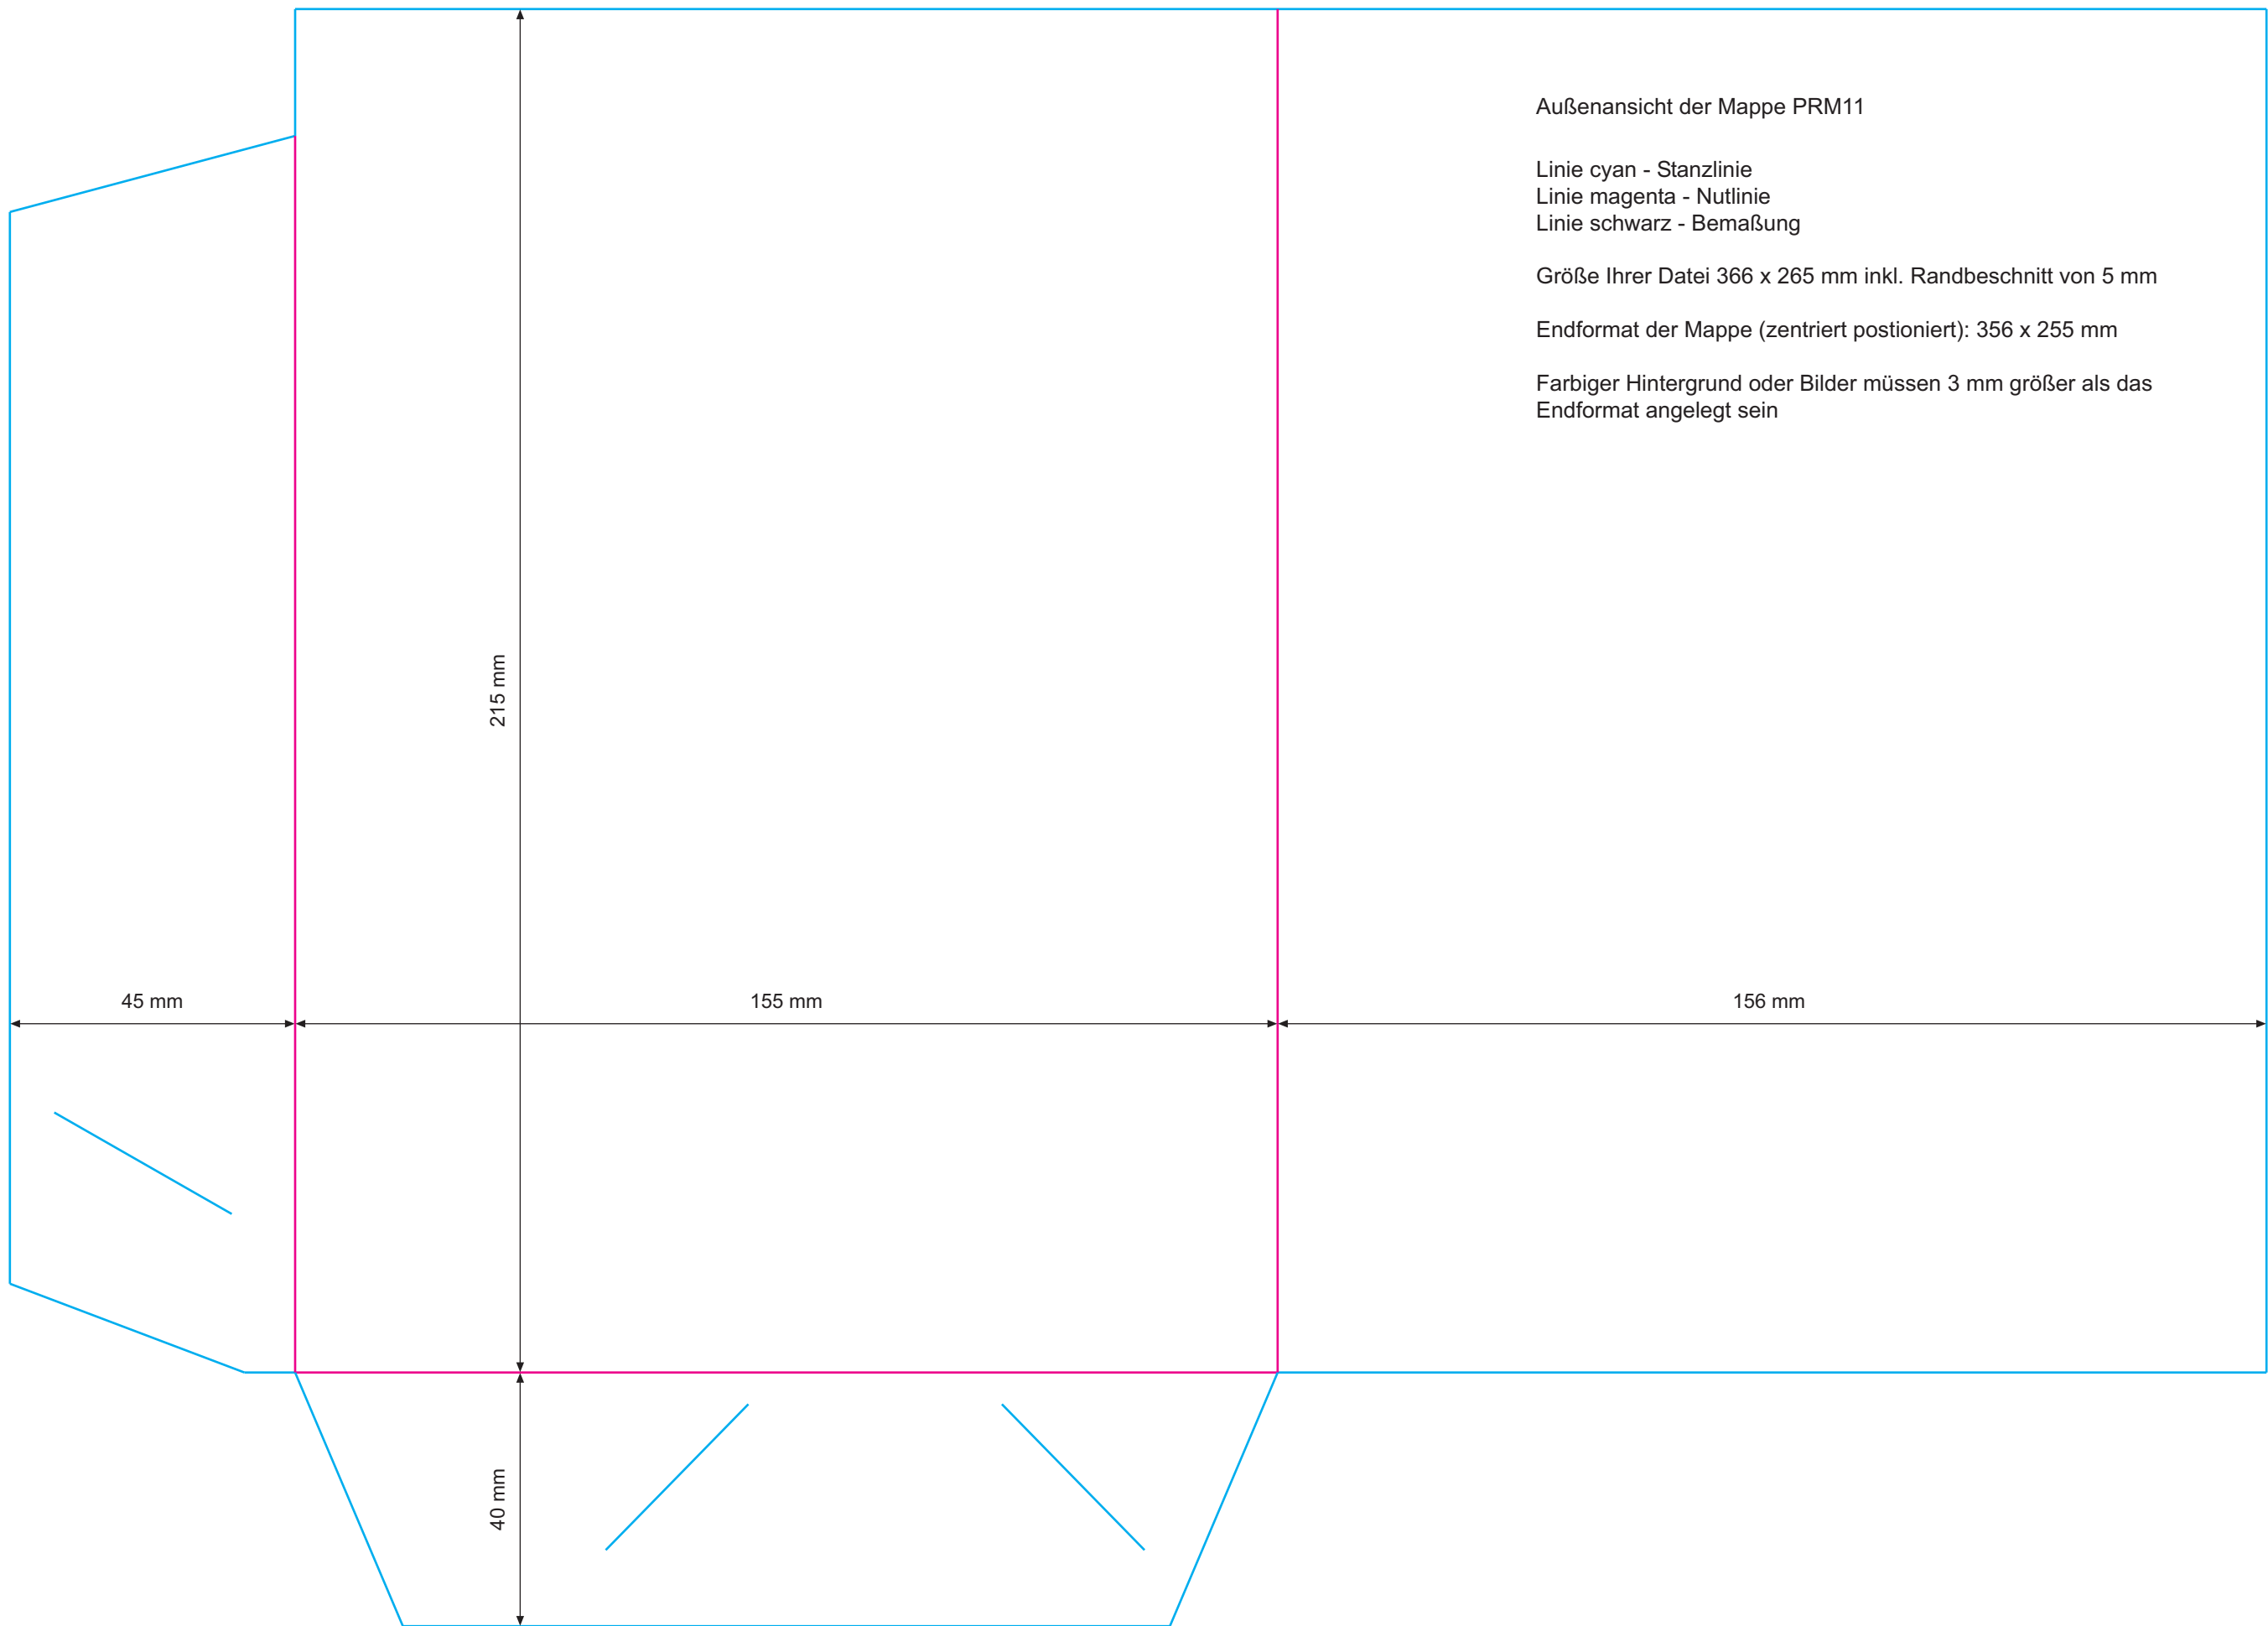 Außenansicht der Mappe PRM11
Linie cyan - Stanzlinie
Linie magenta - Nutlinie
Linie schwarz - Bemaßung
Größe Ihrer Datei 366 x 265 mm inkl. Randbeschnitt von 5 mm
Endformat der Mappe (zentriert postioniert): 356 x 255 mm
Farbiger Hintergrund oder Bilder müssen 3 mm größer als das
Endformat angelegt sein
215 mm
45 mm
155 mm
156 mm
40 mm